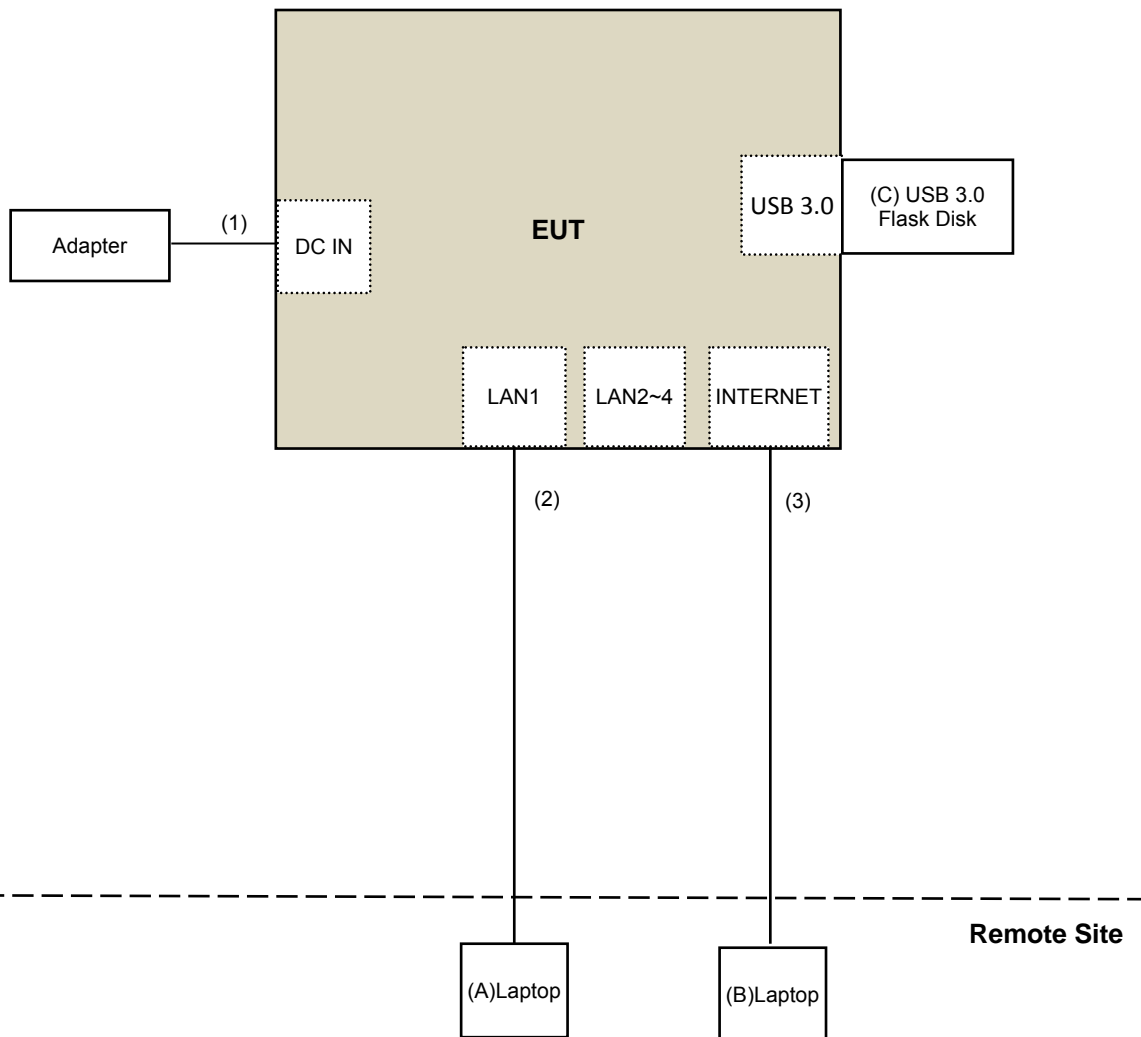 USB 3.0
(C) USB 3.0
Flask Disk
EUT
(1)
Adapter
DC IN
LAN1
LAN2~4
INTERNET
(2)
(3)
Remote Site
(A)Laptop
(B)Laptop